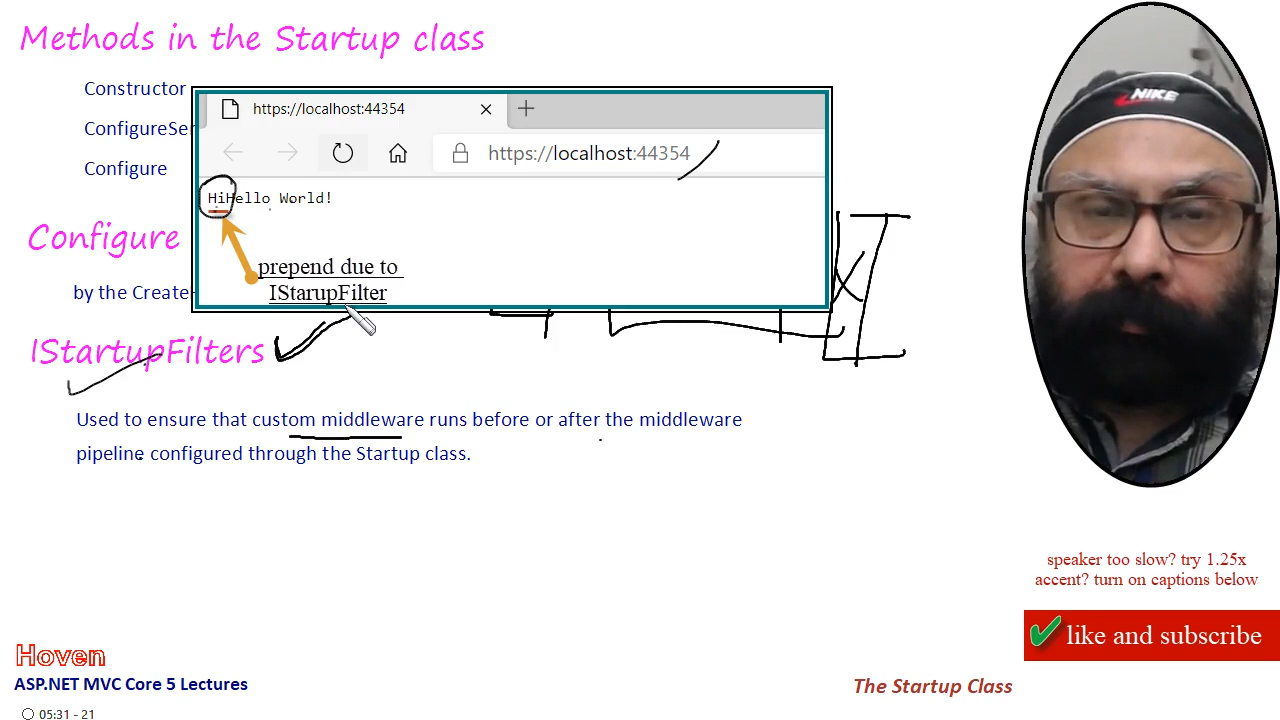 Methods in the Startup class
Constructor
ConfigureSer
Configure
https://localhost:44354
https://localhost:44354
HiHello World!
prepend due to
IStarupFilter
Configure
by the Create
IStartupFilters
Used to ensure that custom middleware runs before or after the middleware
pipeline configured through the Startup class.
NIKE
speaker too slow? try 1.25x
accent? turn on captions below
like and subscribe
Hoven
ASP.NET MVC Core 5 Lectures
The Startup Class
05:31 - 21